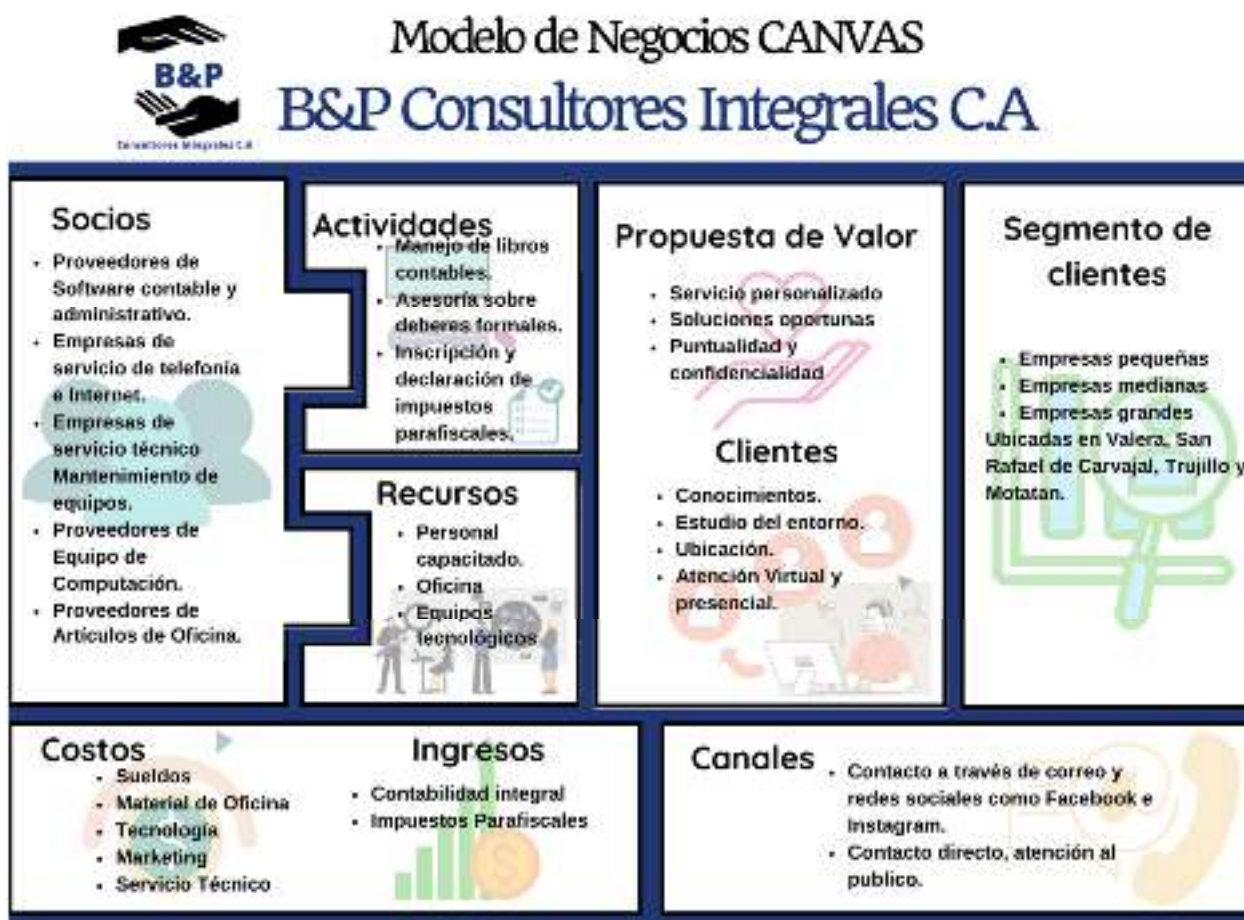 Modelo de Negocios CANVAS
B&P
Consultores Integrales C.A
B&P Consultores Integrales C.A
Socios
• Proveedores de
Software contable y
administrativo.
• Empresas de
servicio de telefonía
e Internet.
• Empresas de
servicio técnico
Mantenimiento de
equipos.
• Proveedores de
Equipo de
Computación.
• Proveedores de
Artículos de Oficina.
Actividades
• Manejo de libros
contables.
• Asesoría sobre
deberes formales.
• Inscripción y
declaración de
impuestos
parafiscales.
Recursos
• Personal
capacitado.
• Oficina
• Equipos
tecnológicos
Propuesta de Valor
• Servicio personalizado
• Soluciones oportunas
• Puntualidad y
confidencialidad
Clientes
• Conocimientos.
• Estudio del entorno.
• Ubicación.
• Atención Virtual y
presencial.
Segmento de
clientes
• Empresas pequeñas
• Empresas medianas
• Empresas grandes
Ubicadas en Valera, San
Rafael de Carvajal, Trujillo y
Motatan.
Costos
• Sueldos
• Material de Oficina
• Tecnología
• Marketing
• Servicio Técnico
Ingresos
• Contabilidad integral
• Impuestos Parafiscales
Canales
• Contacto a través de correo y
redes sociales como Facebook e
Instagram.
• Contacto directo, atención al
publico.